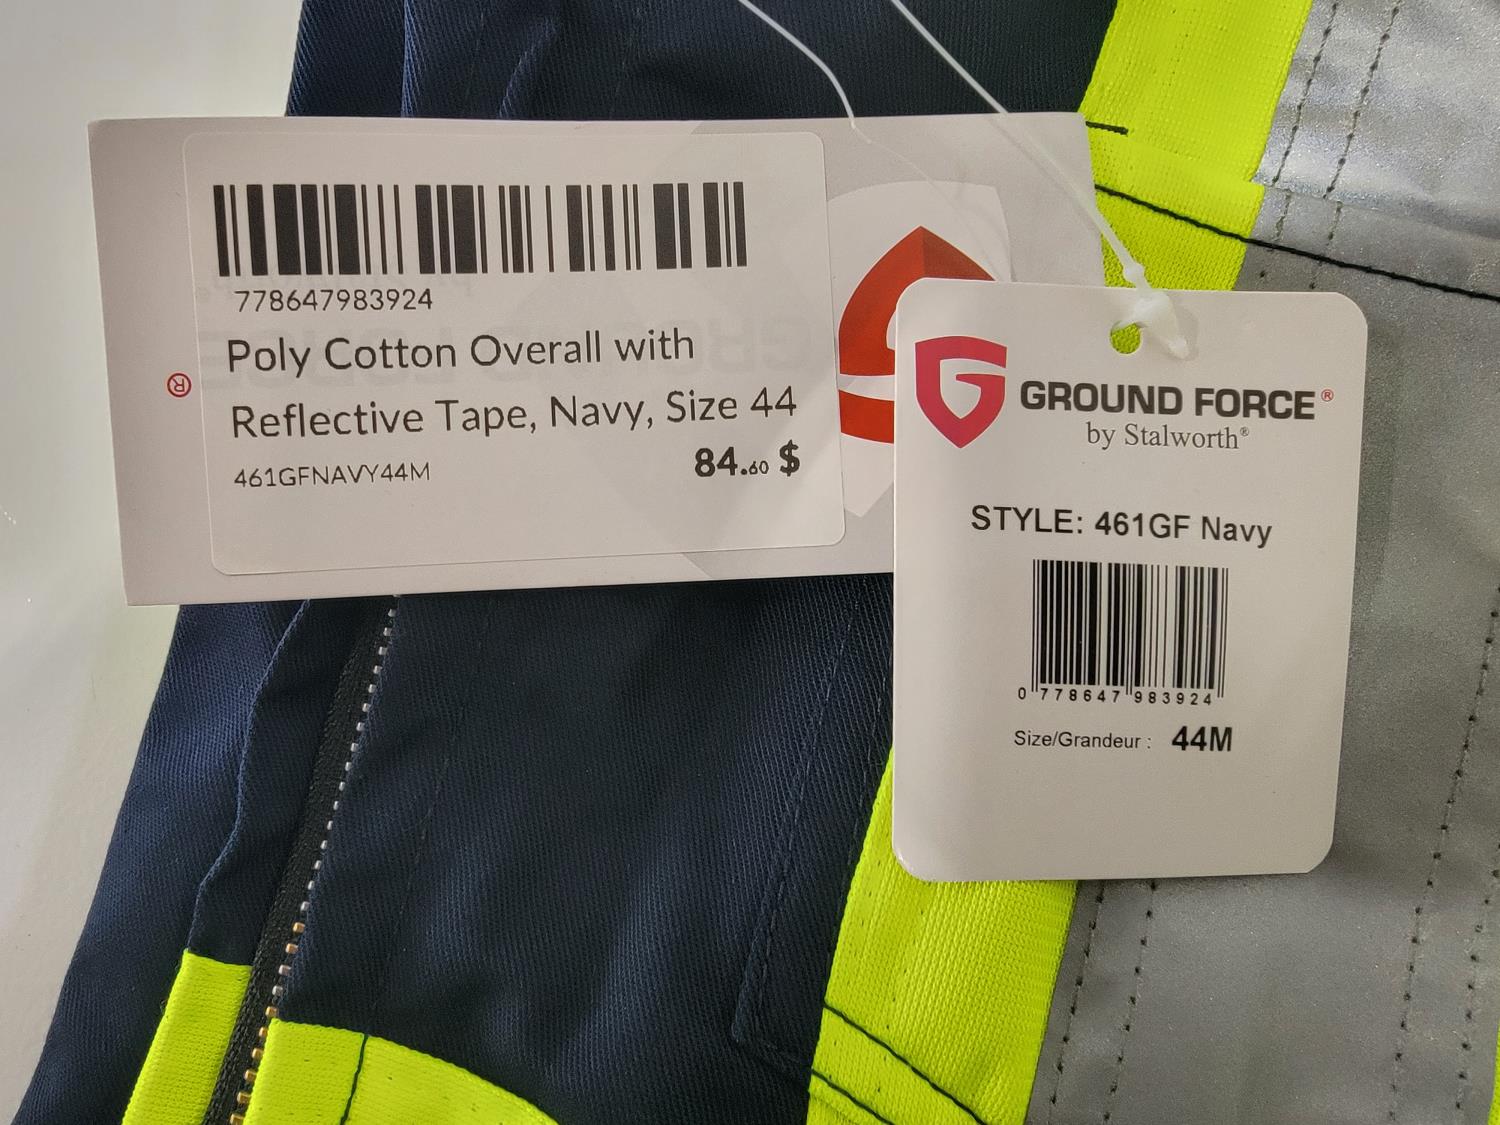 778647983924
Poly Cotton Overall with
Reflective Tape, Navy, Size 44
461GFNAVY44M
84.60 $
®
GROUND FORCE®
by Stalworth®
STYLE: 461GF Navy
0 778647 983924
Size/Grandeur : 44M